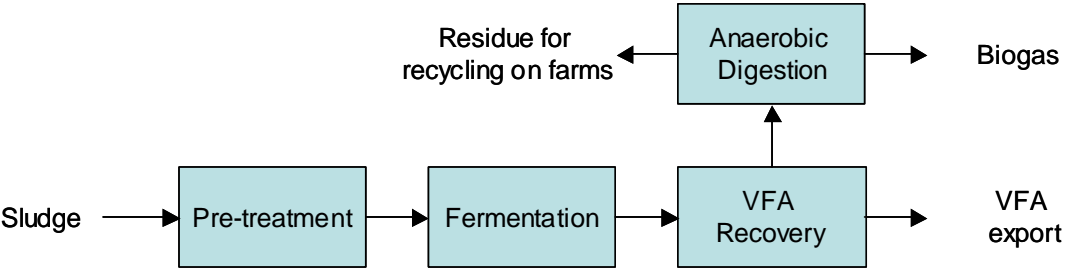 Residue for
recycling on farms
Anaerobic
Digestion
Biogas
Sludge
Pre-treatment
Fermentation
VFA
Recovery
VFA
export